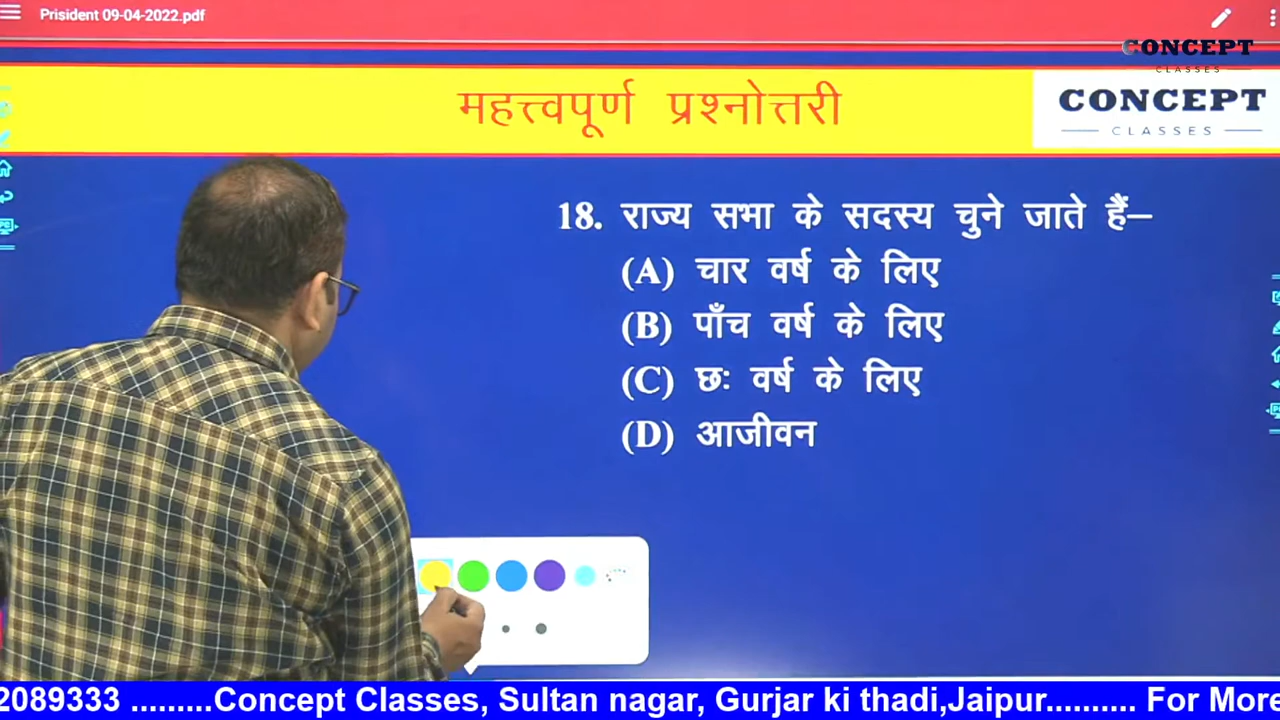 Prisident 09-04-2022.pdf
CONCEPT
CLASSES
महत्त्वपूर्ण प्रश्नोत्तरी
CONCEPT
CLASSES
18. राज्य सभा के सदस्य चुने जाते हैं–
(A) चार वर्ष के लिए
(B) पाँच वर्ष के लिए
(C) छः वर्ष के लिए
(D) आजीवन
2089333 .........Concept Classes, Sultan nagar, Gurjar ki thadi,Jaipur.......... For More